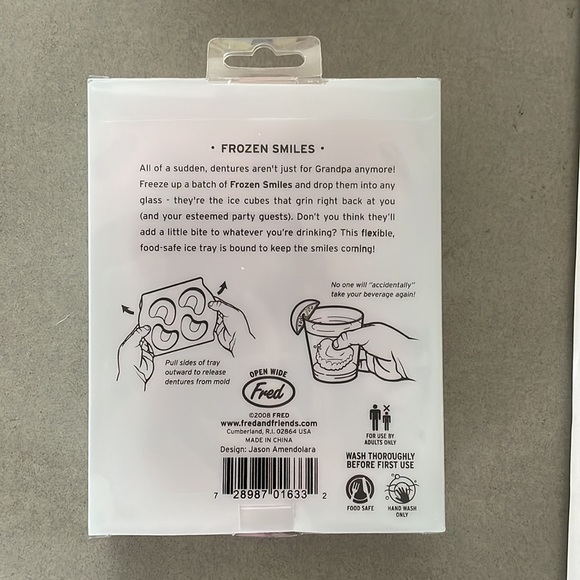 • FROZEN SMILES •
All of a sudden, dentures aren't just for Grandpa anymore!
Freeze up a batch of Frozen Smiles and drop them into any
glass - they're the ice cubes that grin right back at you
(and your esteemed party guests). Don't you think they'll
add a little bite to whatever you're drinking? This flexible,
food-safe ice tray is bound to keep the smiles coming!
No one will "accidentally"
take your beverage again!
Pull sides of tray
outward to release
dentures from mold
OPEN WIDE
Fred
©2008 FRED
www.fredandfriends.com
Cumberland, R.I. 02864 USA
MADE IN CHINA
Design: Jason Amendolara
7 28987 01633 2
FOR USE BY
ADULTS ONLY
WASH THOROUGHLY
BEFORE FIRST USE
FOOD SAFE
HAND WASH
ONLY